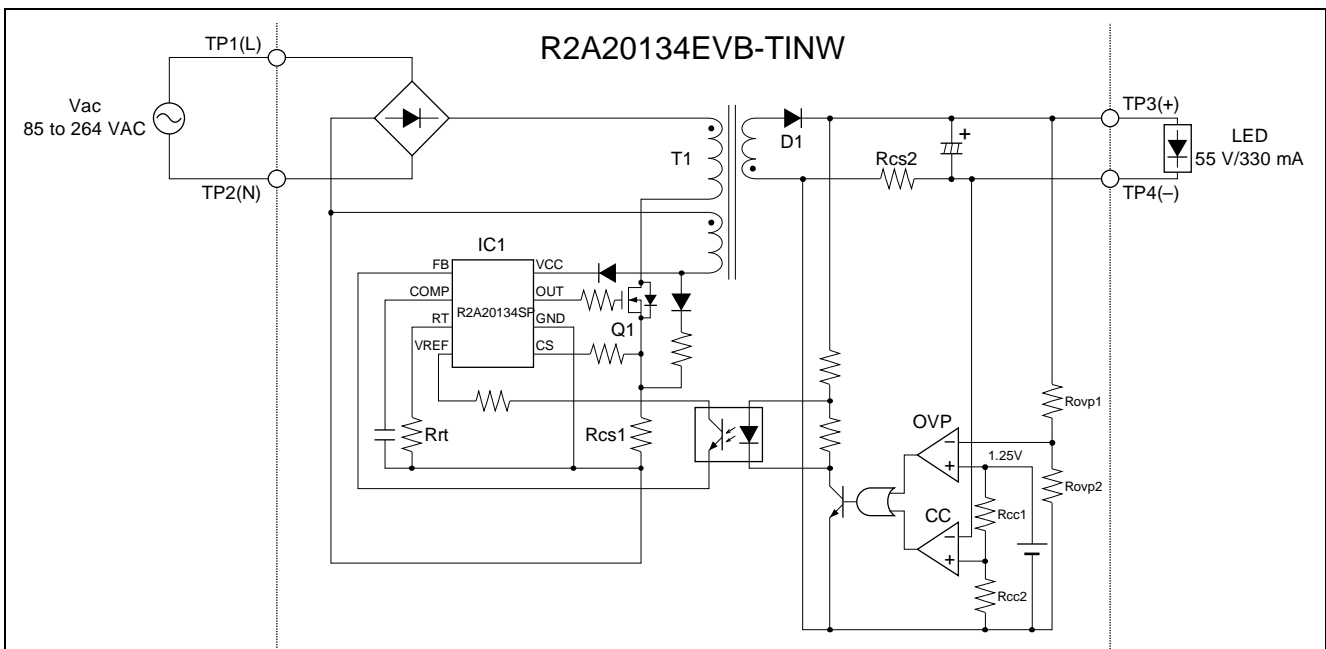 R2A20134EVB-TINW
TP1(L)
Vac
85 to 264 VAC
TP2(N)
TP3(+)
LED
55 V/330 mA
TP4(–)
T1
D1
+
Rcs2
IC1
FB
VCC
COMP
OUT
R2A20134SP
RT
GND
VREF
CS
Q1
Rrt
Rcs1
OVP
–
+
1.25V
Rovp1
Rovp2
Rcc1
CC
–
+
Rcc2